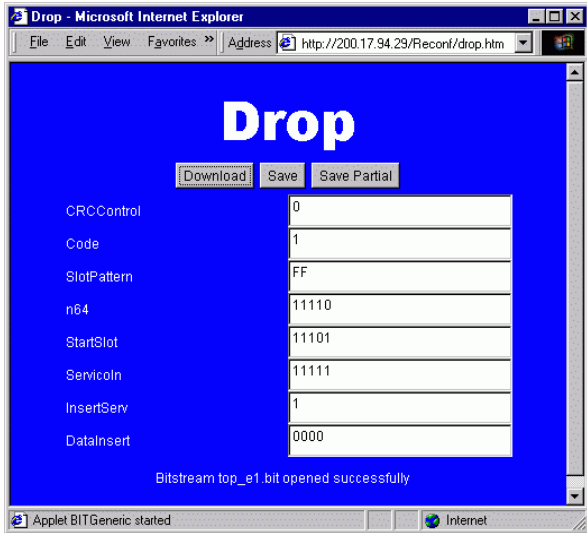 Drop - Microsoft Internet Explorer
File Edit View Favorites » Address http://200.17.94.29/Reconf/drop.htm
Drop
Download Save Save Partial
CRCControl 0
Code 1
SlotPattern FF
n64 11110
StartSlot 11101
ServicoIn 11111
InsertServ 1
DataInsert 0000
Bitstream top_e1.bit opened successfully
Applet BITGeneric started Internet